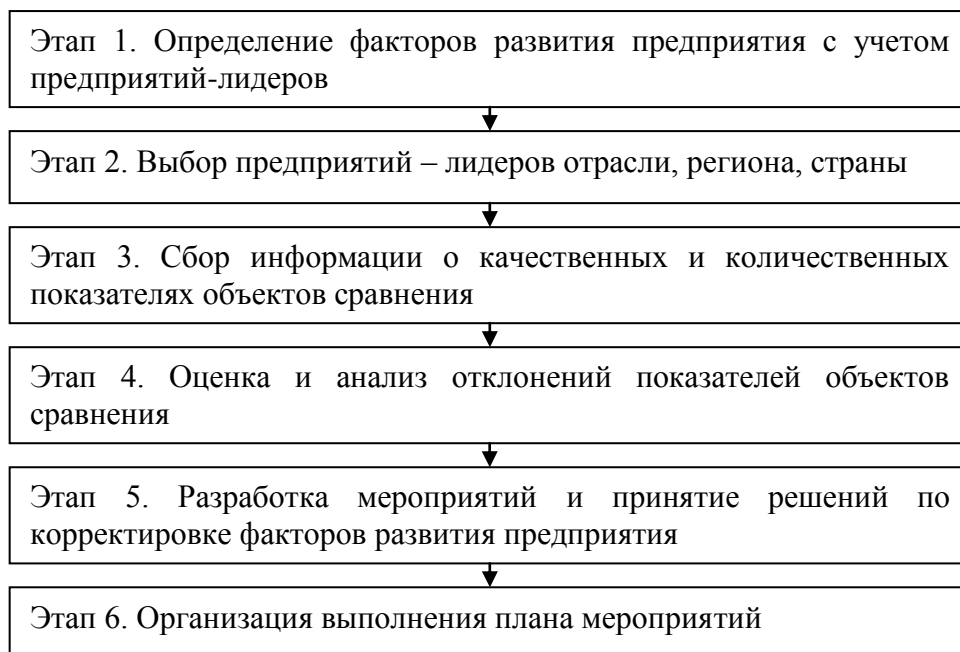 Этап 1. Определение факторов развития предприятия с учетом
предприятий-лидеров
Этап 2. Выбор предприятий – лидеров отрасли, региона, страны
Этап 3. Сбор информации о качественных и количественных
показателях объектов сравнения
Этап 4. Оценка и анализ отклонений показателей объектов
сравнения
Этап 5. Разработка мероприятий и принятие решений по
корректировке факторов развития предприятия
Этап 6. Организация выполнения плана мероприятий